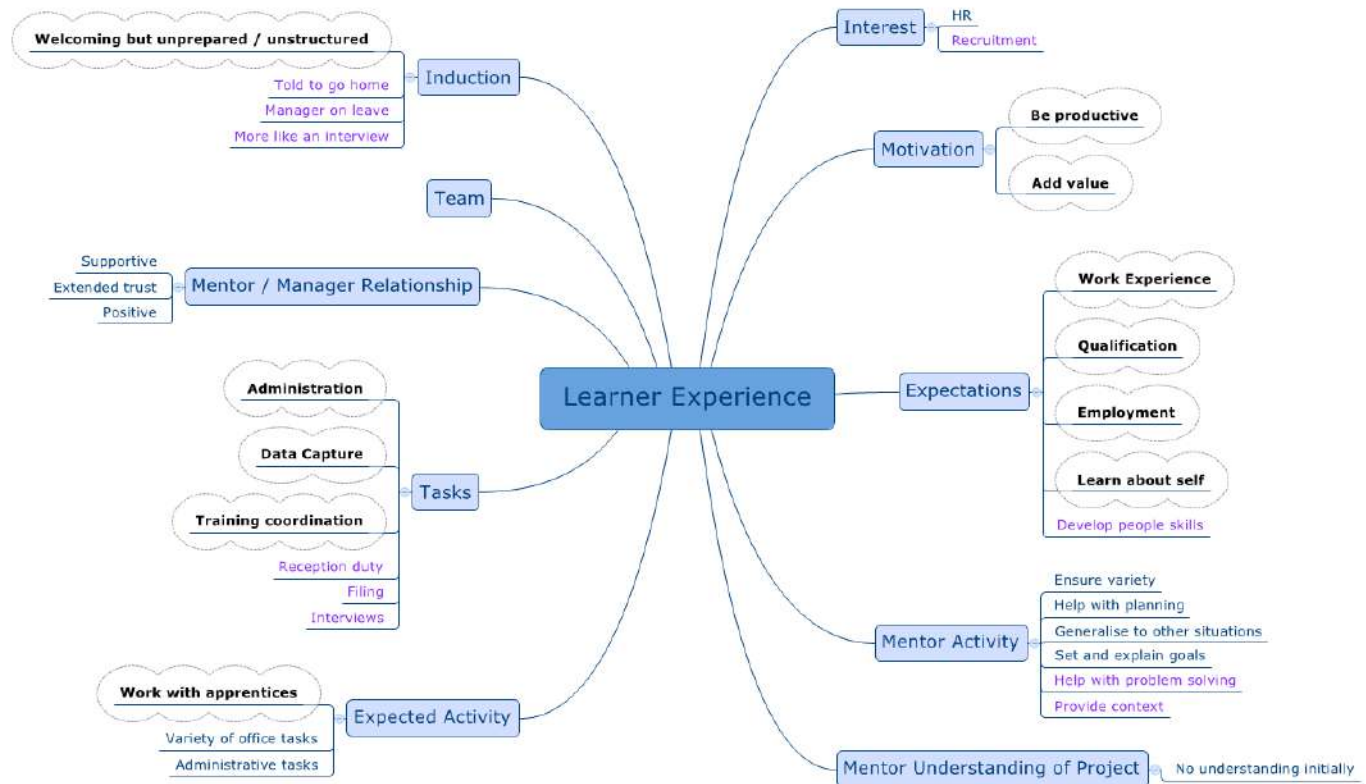 Learner Experience
Induction
Welcoming but unprepared / unstructured
Told to go home
Manager on leave
More like an interview
Team
Mentor / Manager Relationship
Supportive
Extended trust
Positive
Tasks
Administration
Data Capture
Training coordination
Reception duty
Filing
Interviews
Expected Activity
Work with apprentices
Variety of office tasks
Administrative tasks
Interest
HR
Recruitment
Motivation
Be productive
Add value
Expectations
Work Experience
Qualification
Employment
Learn about self
Develop people skills
Mentor Activity
Ensure variety
Help with planning
Generalise to other situations
Set and explain goals
Help with problem solving
Provide context
Mentor Understanding of Project
No understanding initially